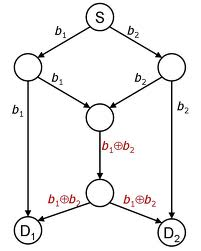 S
b₁ b₂
b₁ b₂
b₁ b₂
b₁⊕b₂
b₁⊕b₂ b₁⊕b₂
D₁ D₂